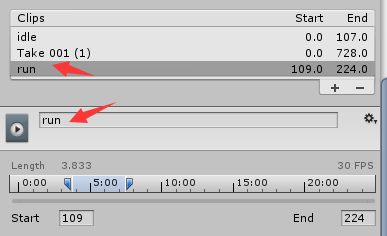 Clips Start End
idle 0.0 107.0
Take 001 (1) 0.0 728.0
run 109.0 224.0
run
Length 3.833 30 FPS
0:00 5:00 10:00 15:00 20:00
Start 109 End 224